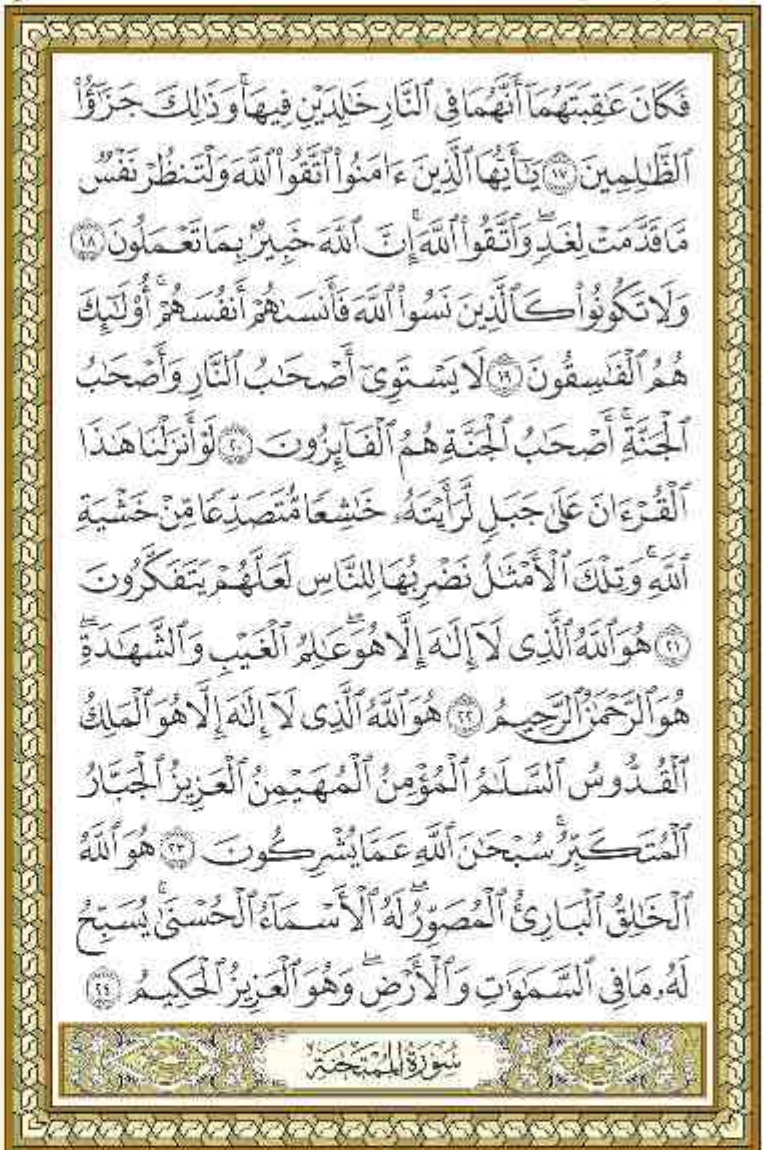 فَكَانَ عَٰقِبَتَهُمَآ أَنَّهُمَا فِى ٱلنَّارِ خَٰلِدَيْنِ فِيهَا ۚ وَذَٰلِكَ جَزَٰٓؤُا۟
ٱلظَّٰلِمِينَ ١٧ يَٰٓأَيُّهَا ٱلَّذِينَ ءَامَنُوا۟ ٱتَّقُوا۟ ٱللَّهَ وَلْتَنظُرْ نَفْسٌ
مَّا قَدَّمَتْ لِغَدٍ ۖ وَٱتَّقُوا۟ ٱللَّهَ ۚ إِنَّ ٱللَّهَ خَبِيرٌۢ بِمَا تَعْمَلُونَ ١٨
وَلَا تَكُونُوا۟ كَٱلَّذِينَ نَسُوا۟ ٱللَّهَ فَأَنسَىٰهُمْ أَنفُسَهُمْ ۚ أُو۟لَٰٓئِكَ
هُمُ ٱلْفَٰسِقُونَ ١٩ لَا يَسْتَوِىٓ أَصْحَٰبُ ٱلنَّارِ وَأَصْحَٰبُ
ٱلْجَنَّةِ ۚ أَصْحَٰبُ ٱلْجَنَّةِ هُمُ ٱلْفَآئِزُونَ ٢٠ لَوْ أَنزَلْنَا هَٰذَا
ٱلْقُرْءَانَ عَلَىٰ جَبَلٍ لَّرَأَيْتَهُۥ خَٰشِعًا مُّتَصَدِّعًا مِّنْ خَشْيَةِ
ٱللَّهِ ۚ وَتِلْكَ ٱلْأَمْثَٰلُ نَضْرِبُهَا لِلنَّاسِ لَعَلَّهُمْ يَتَفَكَّرُونَ
٢١ هُوَ ٱللَّهُ ٱلَّذِى لَآ إِلَٰهَ إِلَّا هُوَ ۖ عَٰلِمُ ٱلْغَيْبِ وَٱلشَّهَٰدَةِ ۖ
هُوَ ٱلرَّحْمَٰنُ ٱلرَّحِيمُ ٢٢ هُوَ ٱللَّهُ ٱلَّذِى لَآ إِلَٰهَ إِلَّا هُوَ ٱلْمَلِكُ
ٱلْقُدُّوسُ ٱلسَّلَٰمُ ٱلْمُؤْمِنُ ٱلْمُهَيْمِنُ ٱلْعَزِيزُ ٱلْجَبَّارُ
ٱلْمُتَكَبِّرُ ۚ سُبْحَٰنَ ٱللَّهِ عَمَّا يُشْرِكُونَ ٢٣ هُوَ ٱللَّهُ
ٱلْخَٰلِقُ ٱلْبَارِئُ ٱلْمُصَوِّرُ ۖ لَهُ ٱلْأَسْمَآءُ ٱلْحُسْنَىٰ ۚ يُسَبِّحُ
لَهُۥ مَا فِى ٱلسَّمَٰوَٰتِ وَٱلْأَرْضِ ۖ وَهُوَ ٱلْعَزِيزُ ٱلْحَكِيمُ ٢٤
سُورَةُ المُمْتَحنَة